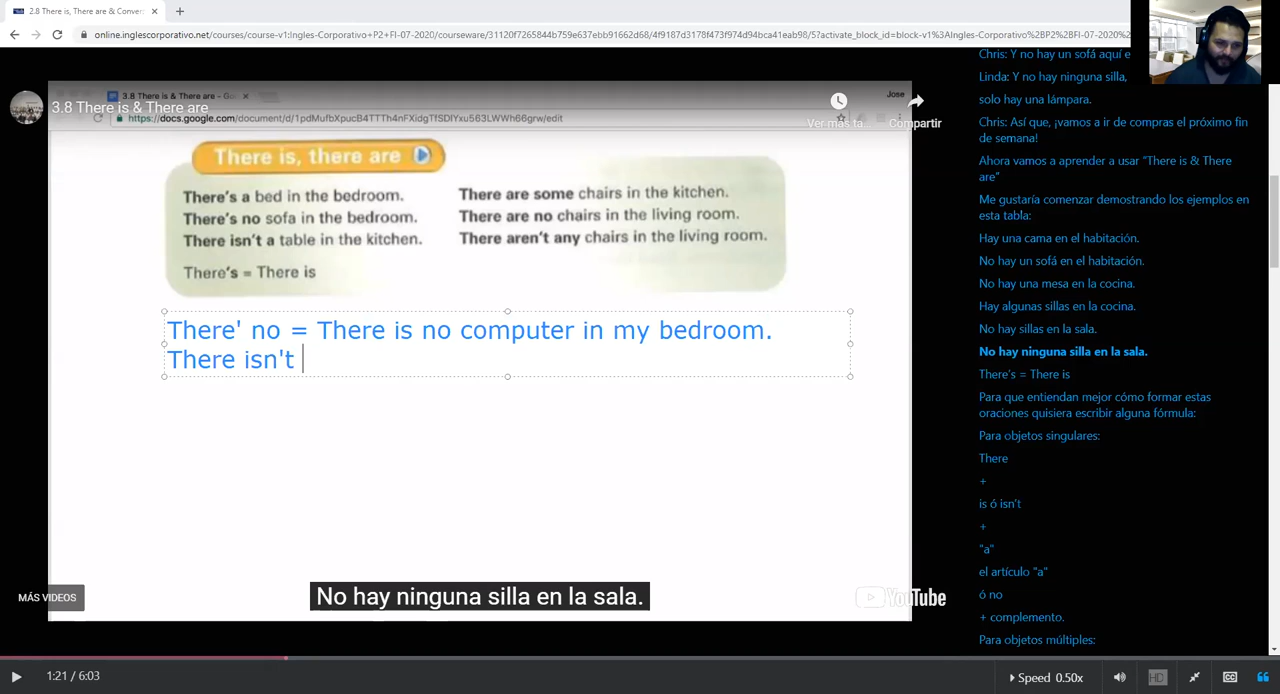 2.8 There is, There are & Conver
online.inglescorporativo.net/courses/course-v1:Ingles-Corporativo+P2+FI-07-2020/courseware/31120f7265844b759e637ebb91662d68/4f9187d3178f473f974d94bca41eab98/5?activate_block_id=block-v1%3AIngles-Corporativo%2BP2%2BFI-07-2020%2
3.8 There is & There are - Go
Jose
3.8 There is & There are
https://docs.google.com/document/d/1pdMufbXpucB4TTTh4nFXidgTfSDIYxu563LWWh66grw/edit
Ver más ta...
Compartir
There is, there are
There's a bed in the bedroom.
There's no sofa in the bedroom.
There isn't a table in the kitchen.
There's = There is
There are some chairs in the kitchen.
There are no chairs in the living room.
There aren't any chairs in the living room.
There' no = There is no computer in my bedroom.
There isn't
No hay ninguna silla en la sala.
MÁS VIDEOS
YouTube
1:21 / 6:03
Speed 0.50x
HD
CC
Chris: Y no hay un sofá aquí e
Linda: Y no hay ninguna silla,
solo hay una lámpara.
Chris: Así que, ¡vamos a ir de compras el próximo fin
de semana!
Ahora vamos a aprender a usar "There is & There
are"
Me gustaría comenzar demostrando los ejemplos en
esta tabla:
Hay una cama en el habitación.
No hay un sofá en el habitación.
No hay una mesa en la cocina.
Hay algunas sillas en la cocina.
No hay sillas en la sala.
No hay ninguna silla en la sala.
There's = There is
Para que entiendan mejor cómo formar estas
oraciones quisiera escribir alguna fórmula:
Para objetos singulares:
There
+
is ó isn't
+
"a"
el artículo "a"
ó no
+ complemento.
Para objetos múltiples: